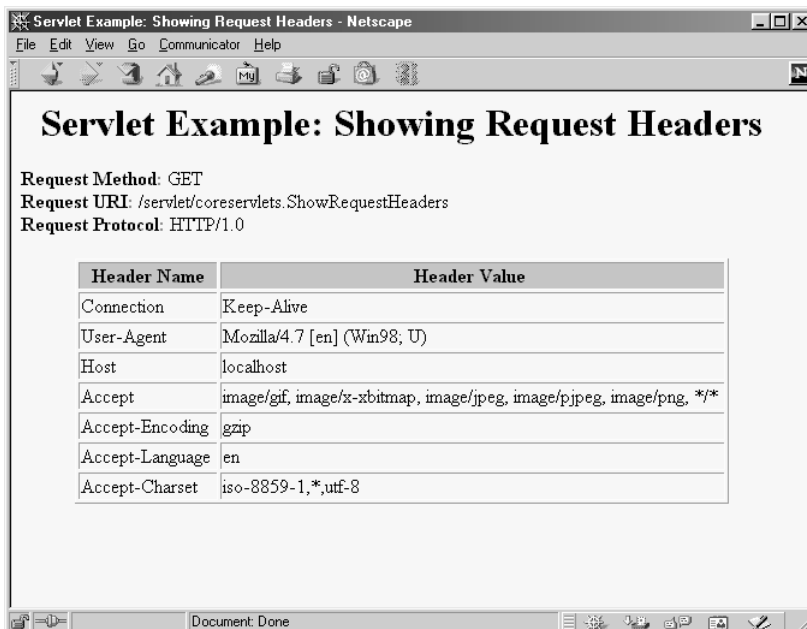 Servlet Example: Showing Request Headers - Netscape
File Edit View Go Communicator Help
My
N
Servlet Example: Showing Request Headers
Request Method: GET
Request URI: /servlet/coreservlets.ShowRequestHeaders
Request Protocol: HTTP/1.0
Header Name Header Value
Connection Keep-Alive
User-Agent Mozilla/4.7 [en] (Win98; U)
Host localhost
Accept image/gif, image/x-xbitmap, image/jpeg, image/pjpeg, image/png, */*
Accept-Encoding gzip
Accept-Language en
Accept-Charset iso-8859-1,*,utf-8
Document: Done